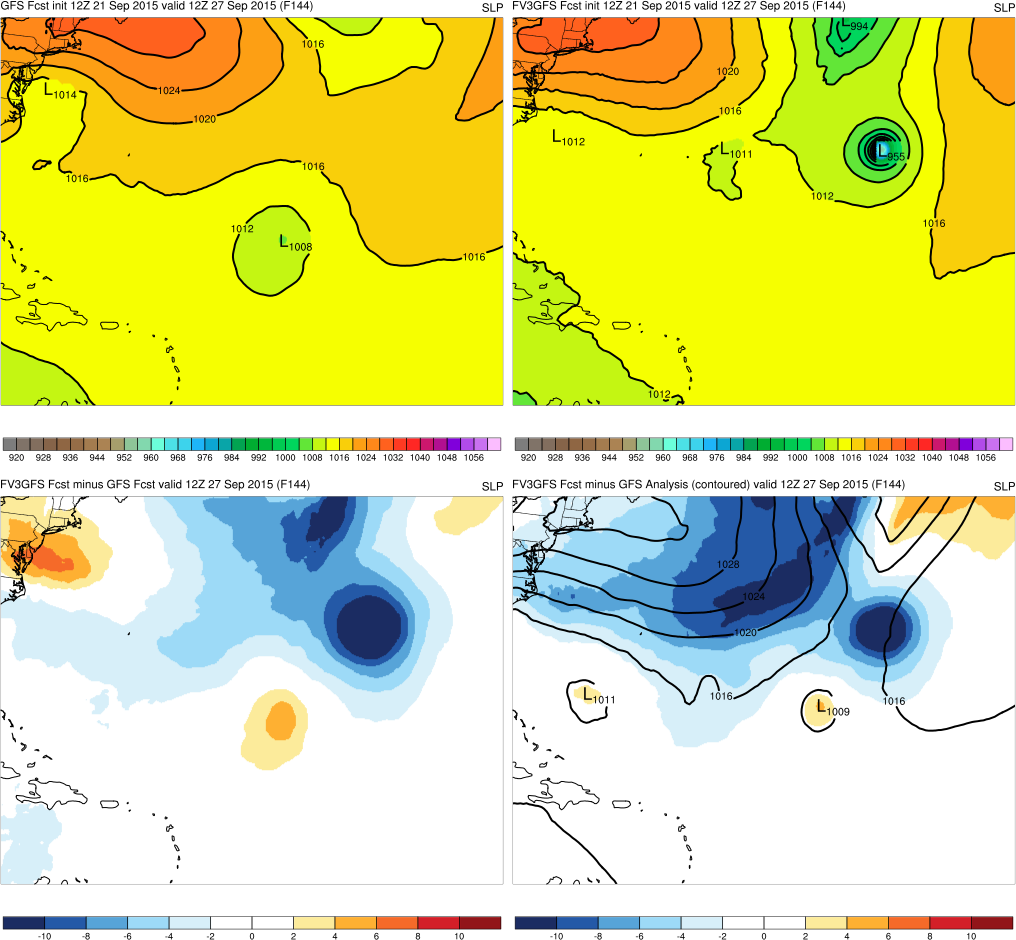 GFS Fcst init 12Z 21 Sep 2015 valid 12Z 27 Sep 2015 (F144) SLP
1016
L1014
1024
1020
1016
1016
1012
L1008
1016
920 936 952 968 984 1000 1016 1032 1048
928 944 960 976 992 1008 1024 1040 1056
FV3GFS Fcst init 12Z 21 Sep 2015 valid 12Z 27 Sep 2015 (F144) SLP
L994
1020
1016
L1012
L1011
L955
1012
1016
1012
920 936 952 968 984 1000 1016 1032 1048
928 944 960 976 992 1008 1024 1040 1056
FV3GFS Fcst minus GFS Fcst valid 12Z 27 Sep 2015 (F144) SLP
-10 -8 -6 -4 -2 0 2 4 6 8 10
FV3GFS Fcst minus GFS Analysis (contoured) valid 12Z 27 Sep 2015 (F144) SLP
1028
1024
1020
1016
L1011
1016
L1009
-10 -8 -6 -4 -2 0 2 4 6 8 10